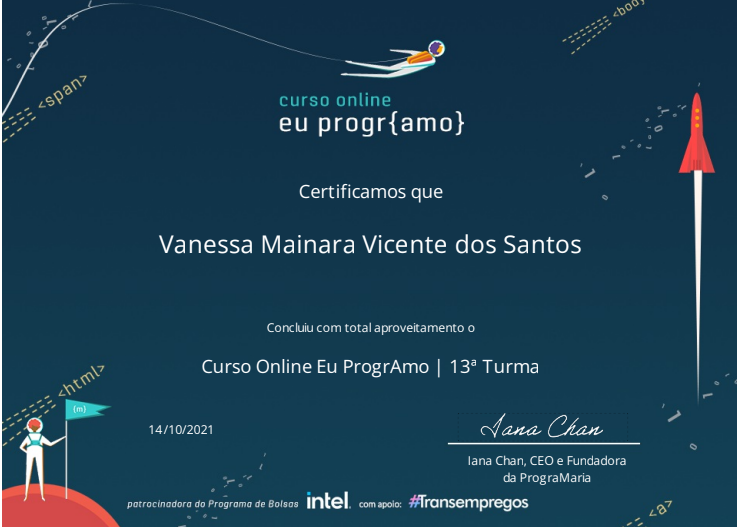 <body
<span>
curso online
eu progr{amo}
Certificamos que
Vanessa Mainara Vicente dos Santos
Concluiu com total aproveitamento o
Curso Online Eu ProgrAmo | 13ª Turma
<html>
{m}
14/10/2021
Iana Chan
Iana Chan, CEO e Fundadora
da PrograMaria
patrocinadora do Programa de Bolsas intel. com apoio: #Transempregos
<a>